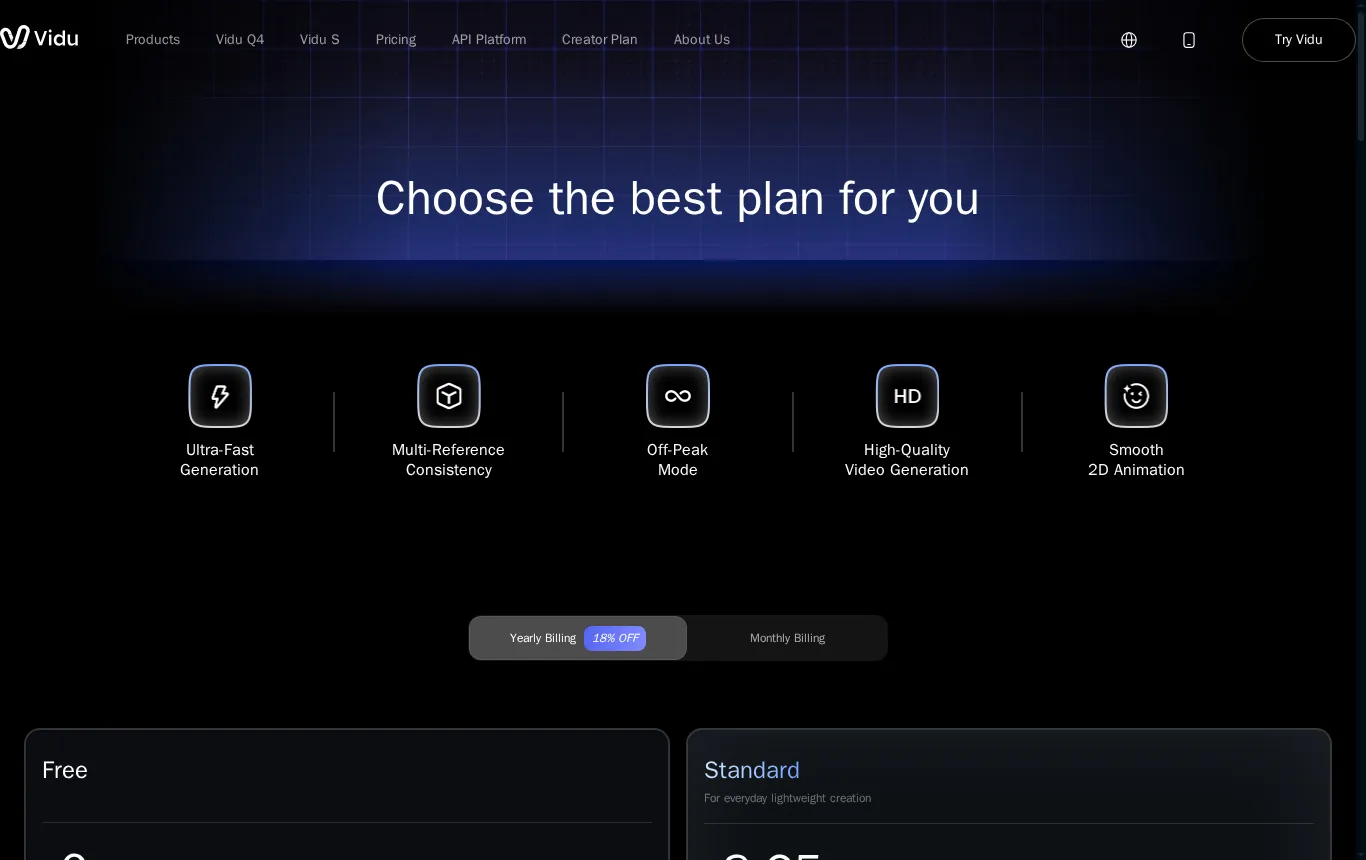 Vidu
Products
Vidu Q4
Vidu S
Pricing
API Platform
Creator Plan
About Us
Try Vidu
Choose the best plan for you
Ultra-Fast
Generation
Multi-Reference
Consistency
Off-Peak
Mode
HD
High-Quality
Video Generation
Smooth
2D Animation
Yearly Billing
18% OFF
Monthly Billing
Free
Standard
For everyday lightweight creation